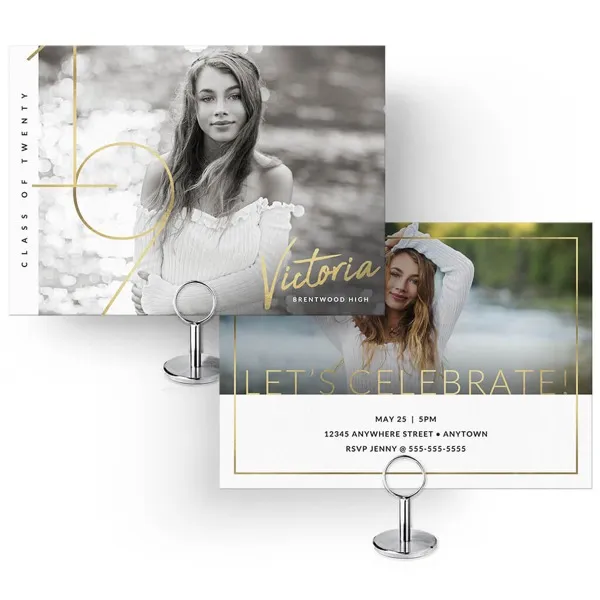 CLASS OF TWENTY
19
Victoria
BRENTWOOD HIGH
LET'S CELEBRATE!
MAY 25 | 5PM
12345 ANYWHERE STREET • ANYTOWN
RSVP JENNY @ 555-555-5555